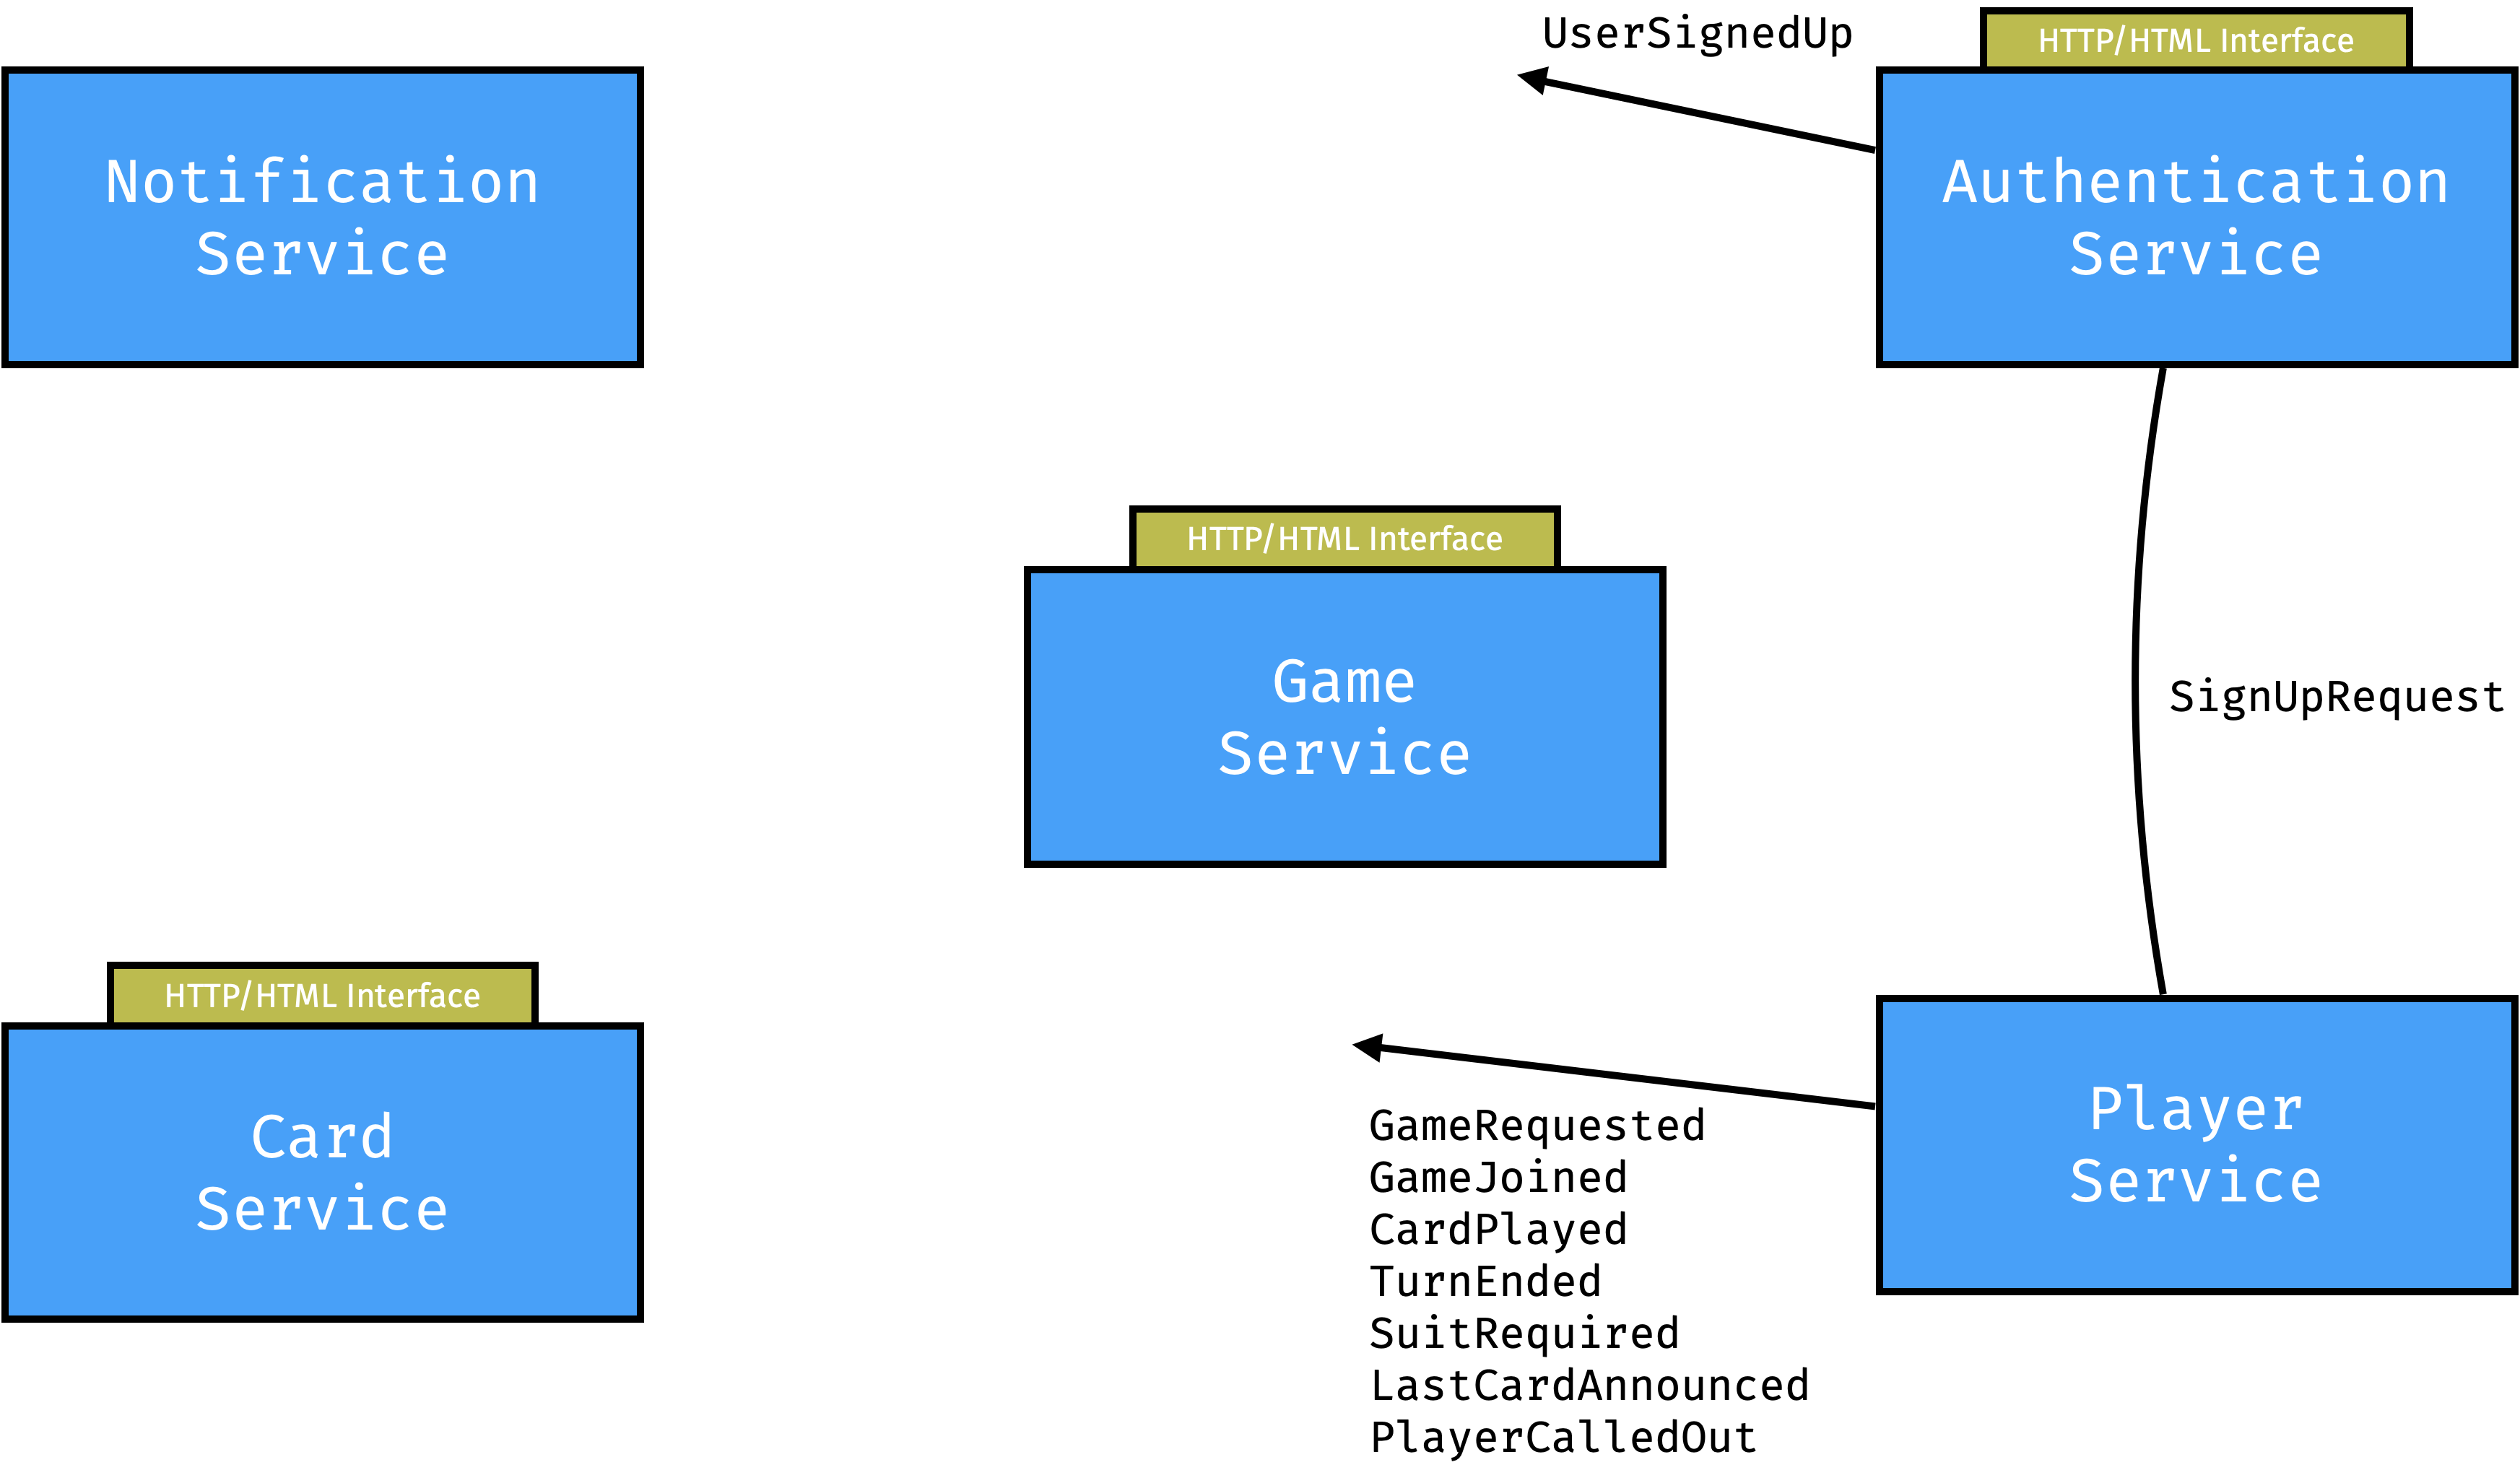 UserSignedUp
HTTP/HTML Interface
Notification
Service
Authentication
Service
HTTP/HTML Interface
Game
Service
SignUpRequest
HTTP/HTML Interface
Card
Service
Player
Service
GameRequested
GameJoined
CardPlayed
TurnEnded
SuitRequired
LastCardAnnounced
PlayerCalledOut